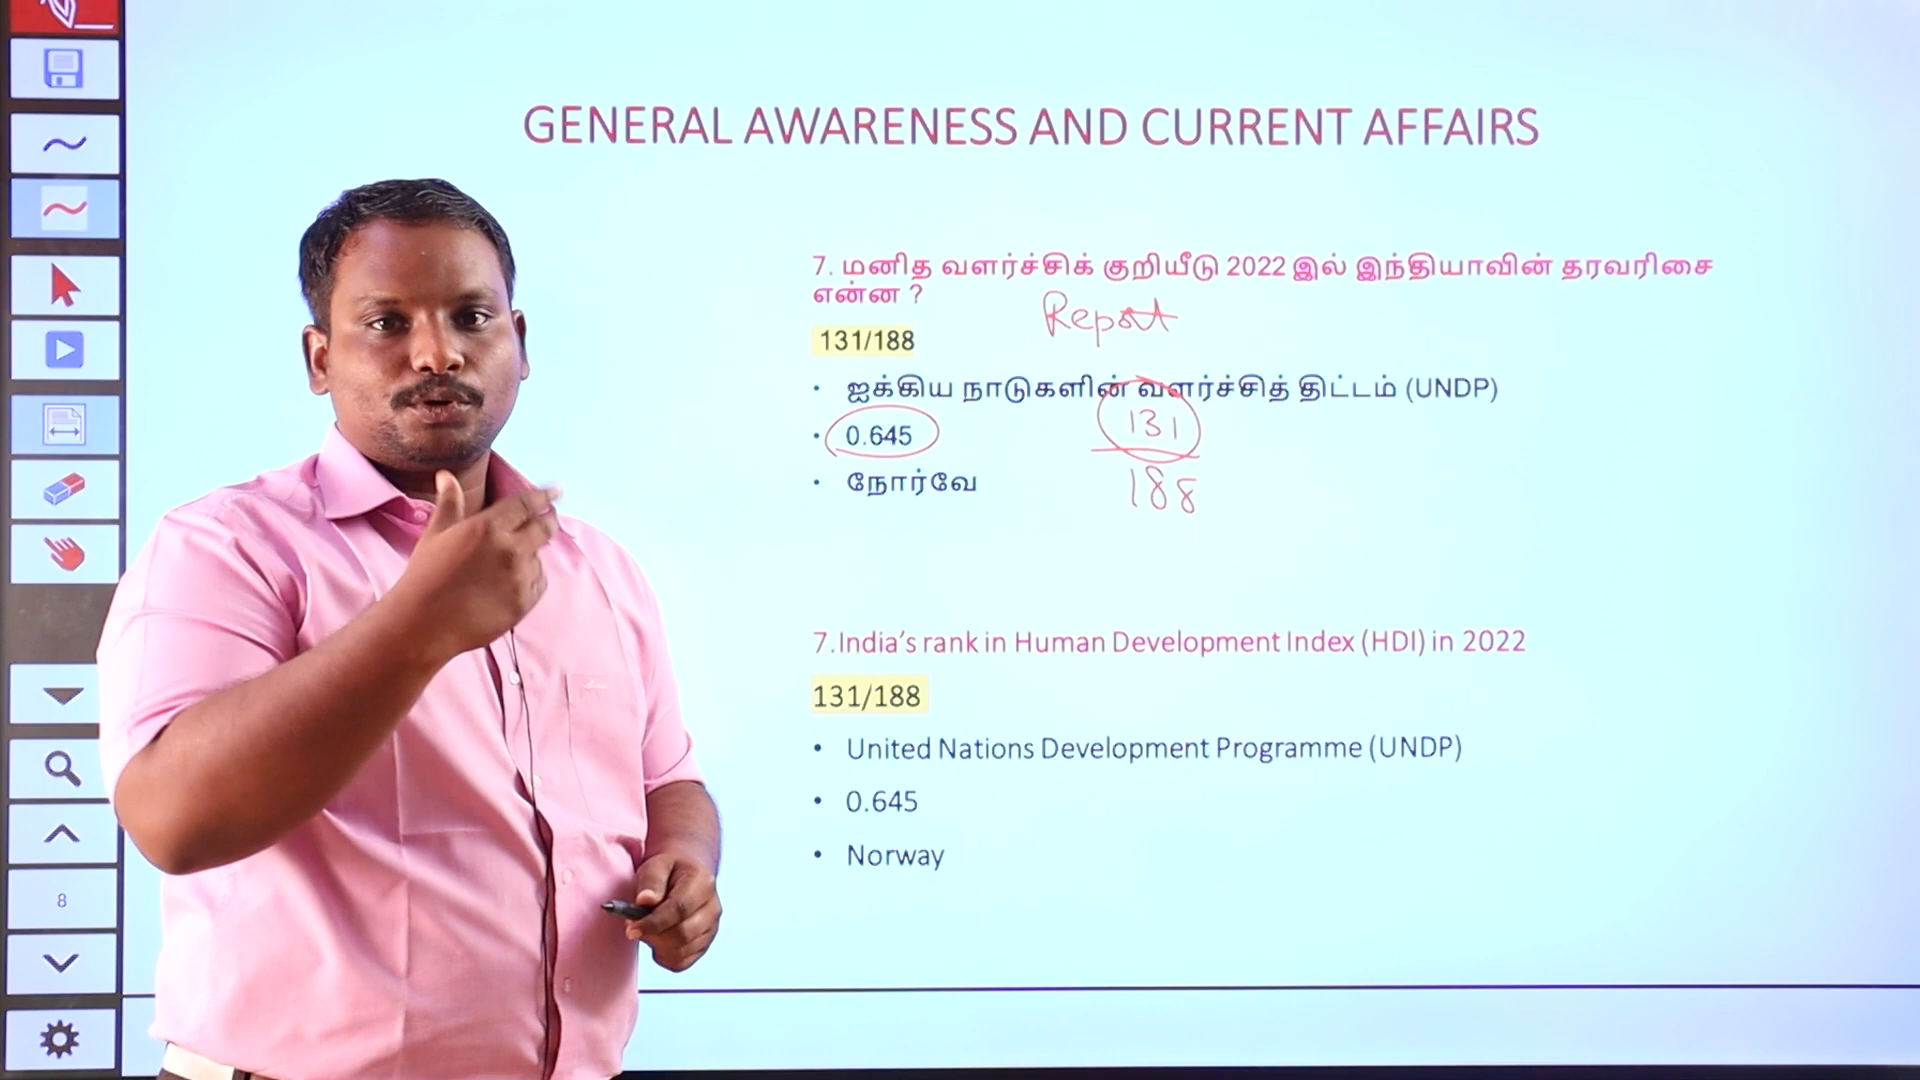 GENERAL AWARENESS AND CURRENT AFFAIRS
7. மனித வளர்ச்சிக் குறியீடு 2022 இல் இந்தியாவின் தரவரிசை
என்ன ?
Report
131/188
• ஐக்கிய நாடுகளின் வளர்ச்சித் திட்டம் (UNDP)
• 0.645
131
188
• நோர்வே
7.India's rank in Human Development Index (HDI) in 2022
131/188
• United Nations Development Programme (UNDP)
• 0.645
• Norway
8